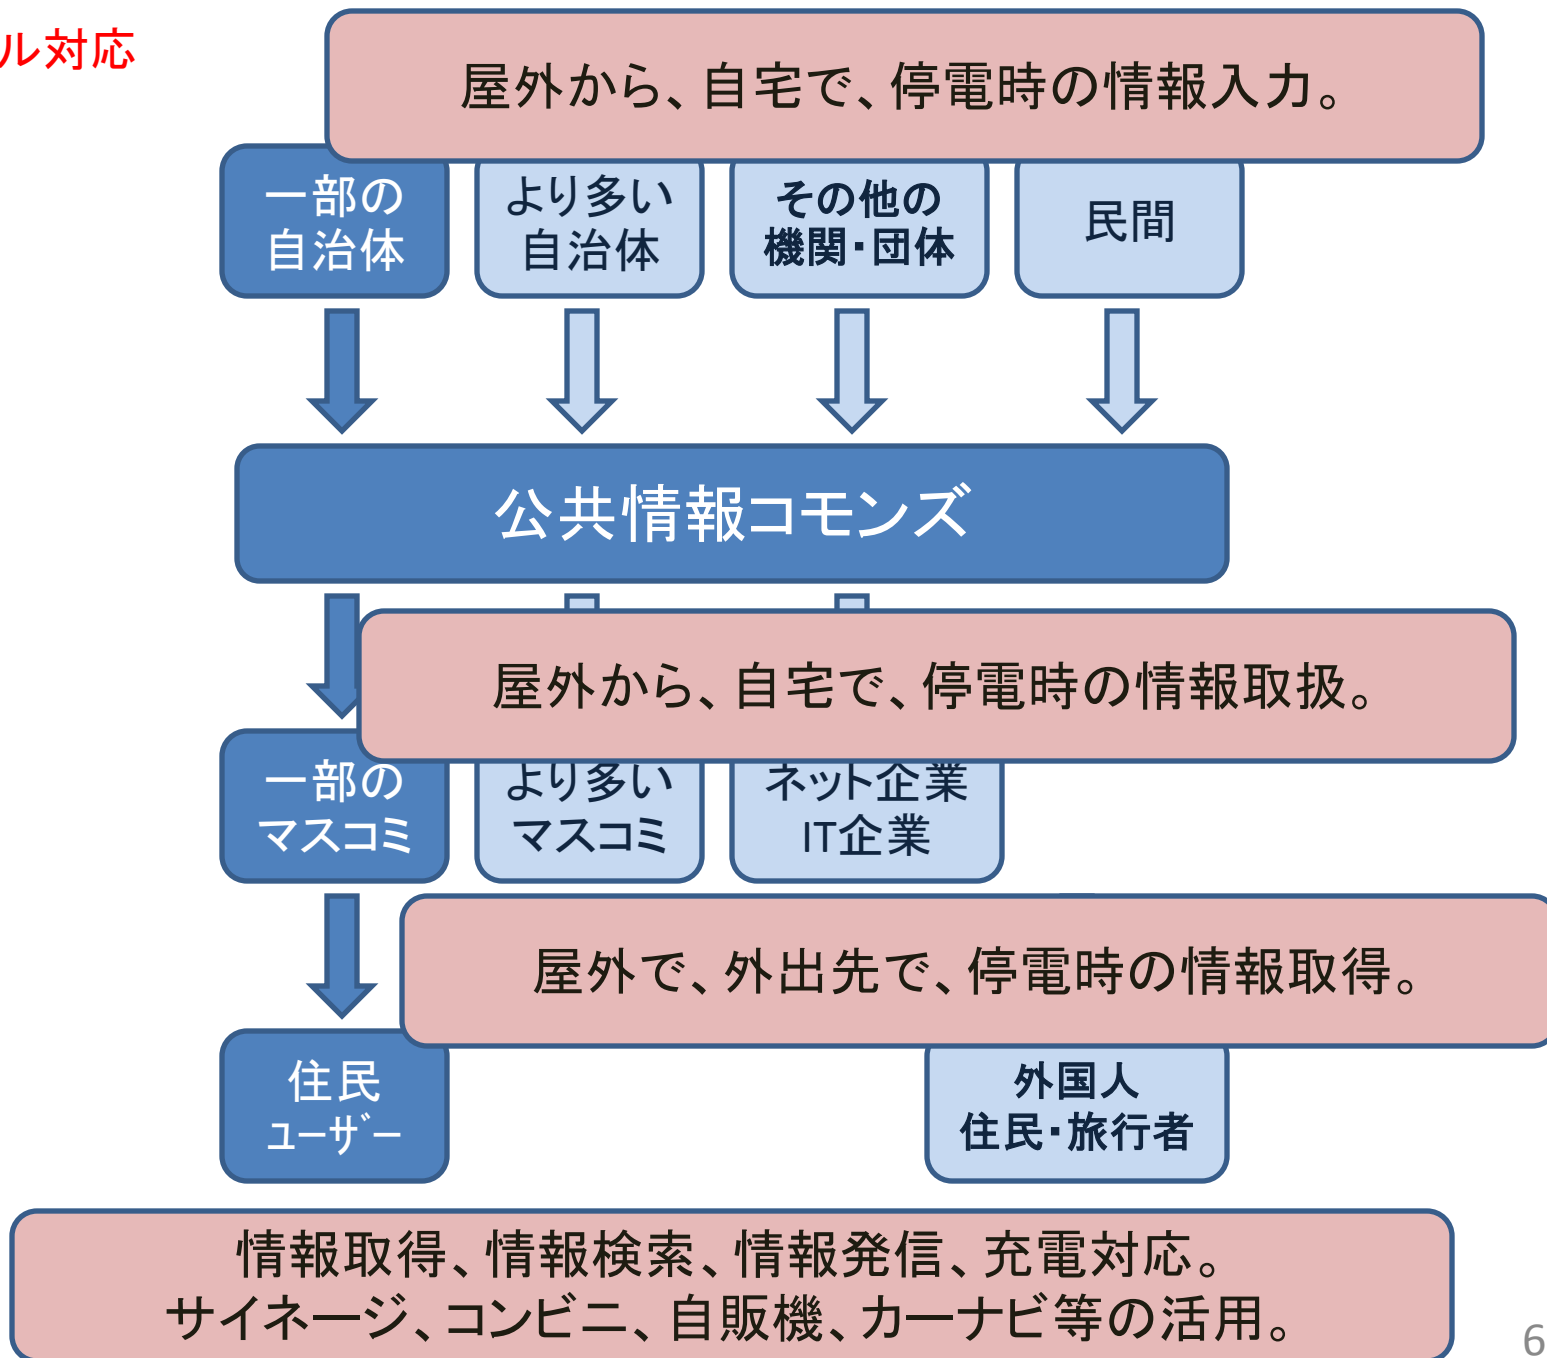 ル対応
屋外から、自宅で、停電時の情報入力。
一部の
自治体
より多い
自治体
その他の
機関・団体
民間
公共情報コモンズ
屋外から、自宅で、停電時の情報取扱。
一部の
マスコミ
より多い
マスコミ
ネット企業
IT企業
屋外で、外出先で、停電時の情報取得。
住民
ﾕｰｻﾞｰ
外国人
住民・旅行者
情報取得、情報検索、情報発信、充電対応。
サイネージ、コンビニ、自販機、カーナビ等の活用。
6